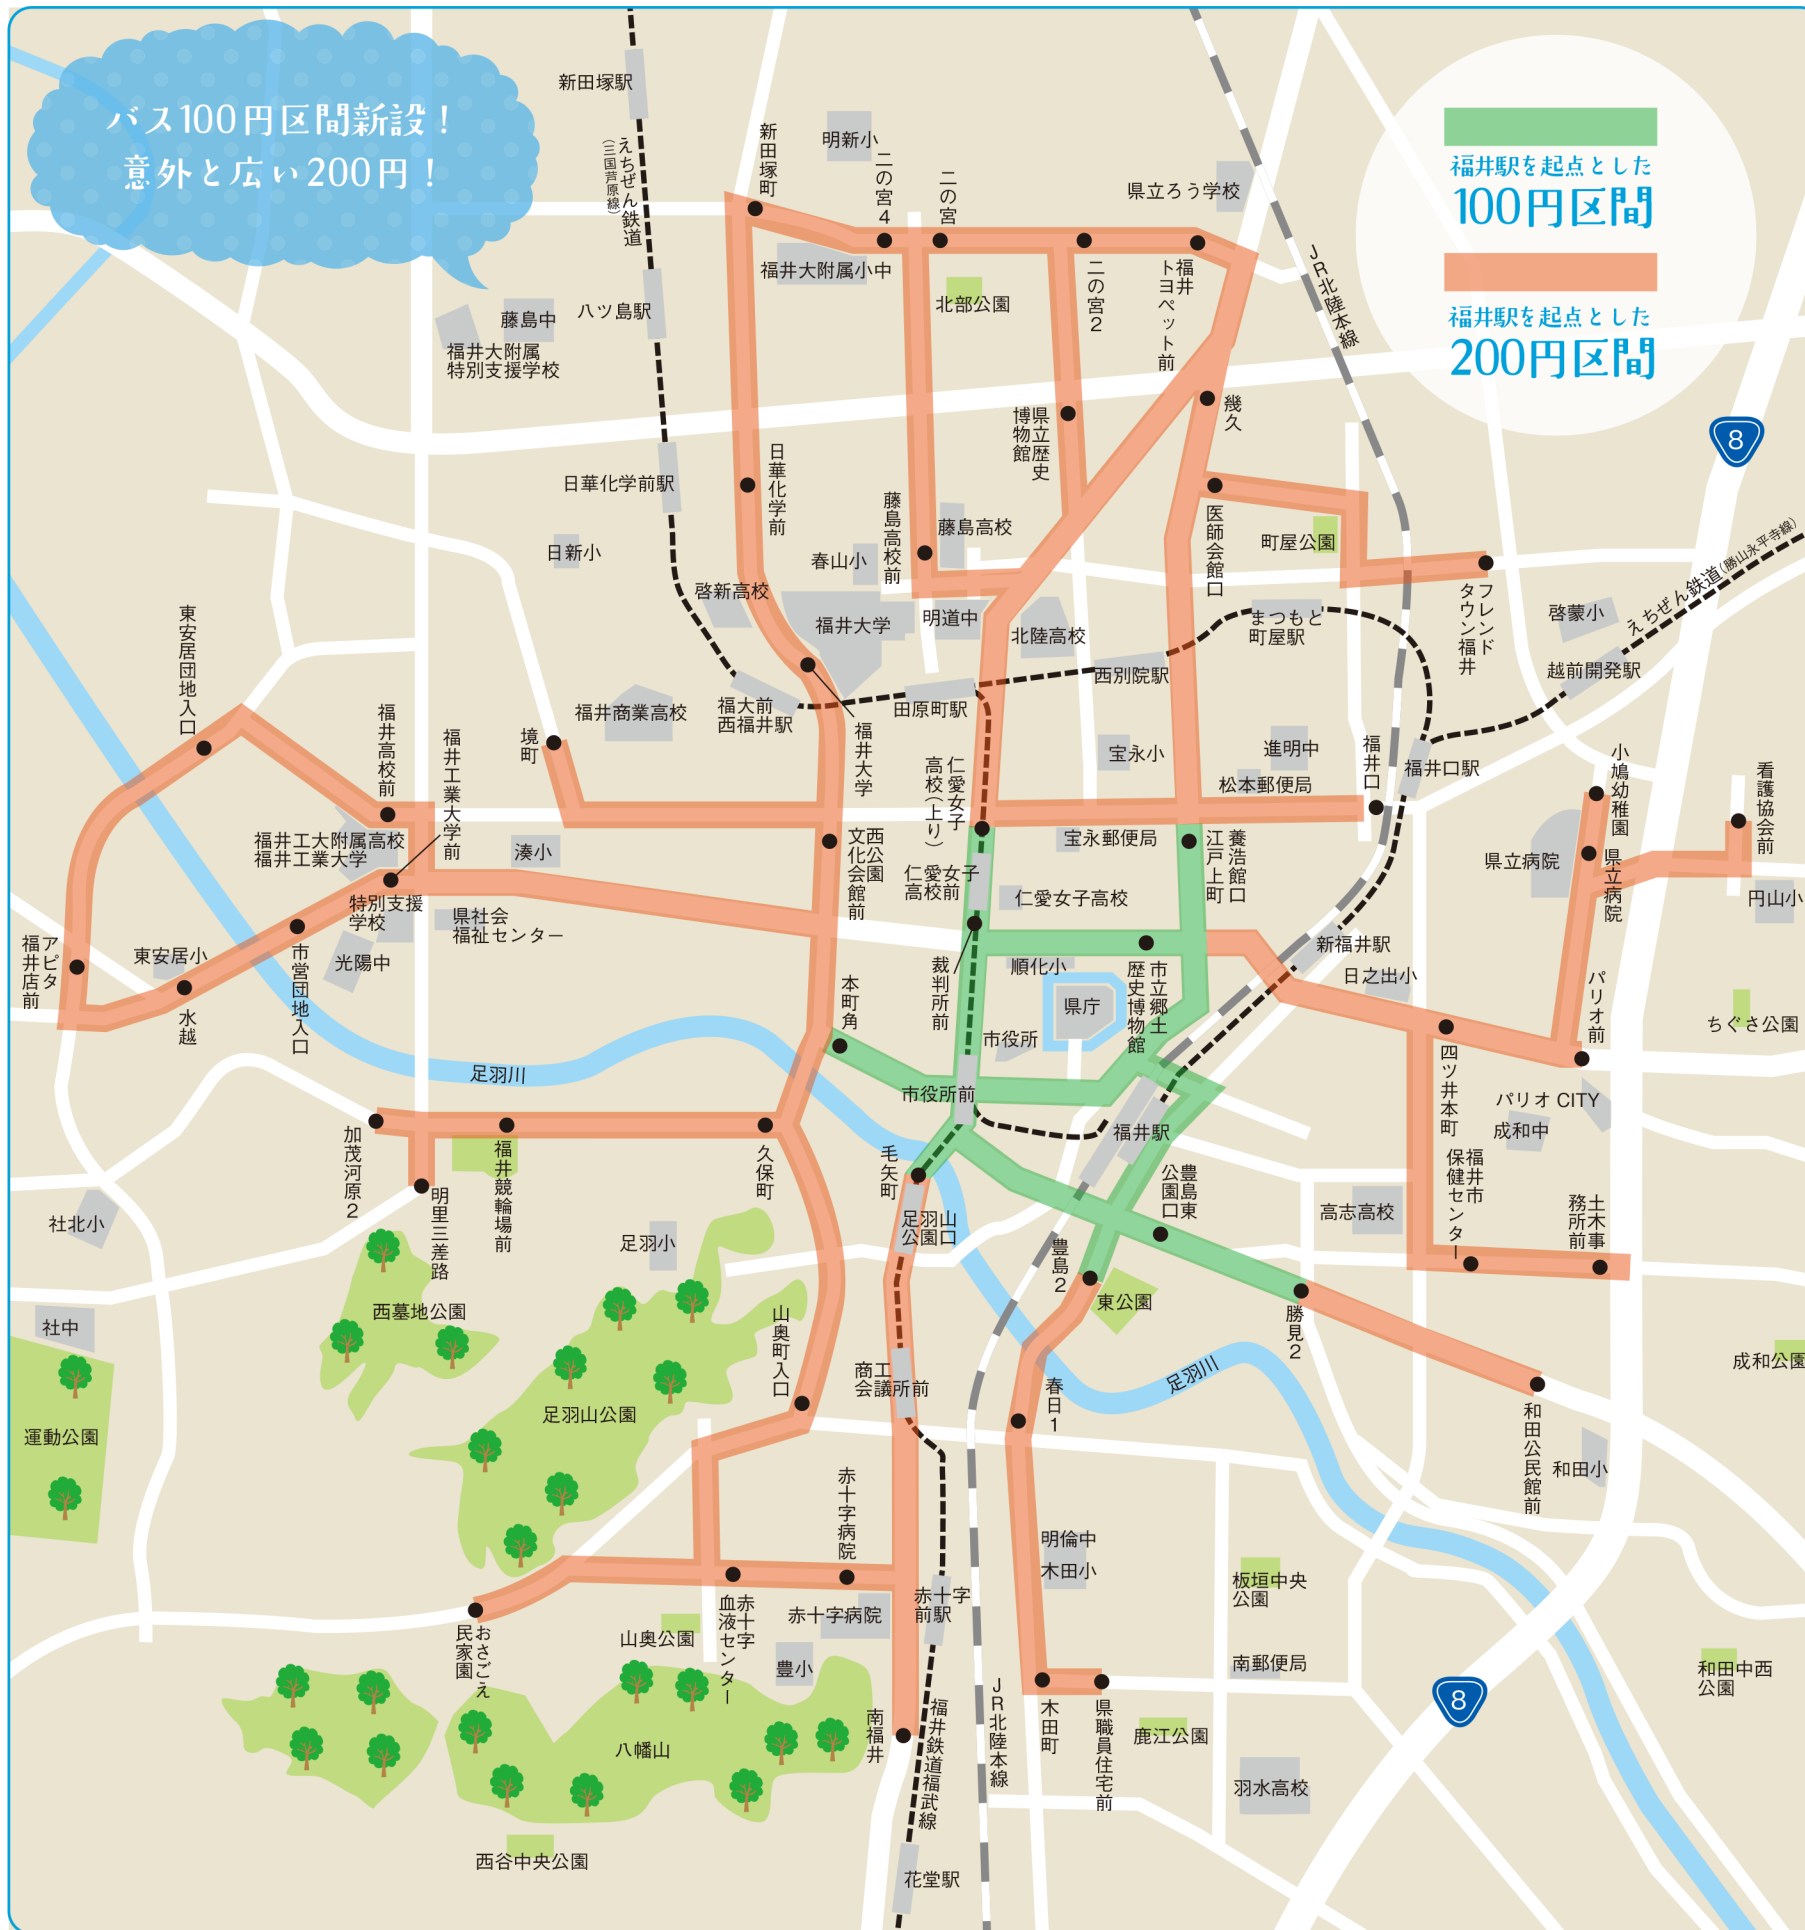 バス100円区間新設！
意外と広い200円！
福井駅を起点とした
100円区間
福井駅を起点とした
200円区間
新田塚駅
えちぜん鉄道
（三国芦原線）
新田塚町
明新小
二の宮4
二の宮
県立ろう学校
福井大附属小中
北部公園
二の宮2
福井
トヨペット前
JR北陸本線
藤島中
八ツ島駅
福井大附属
特別支援学校
県立歴史
博物館
幾久
8
日華化学前駅
日華化学前
藤島高校前
藤島高校
医師会館口
町屋公園
日新小
春山小
啓新高校
福井大学
明道中
北陸高校
まつもと
町屋駅
フレンド
タウン福井
啓蒙小
えちぜん鉄道（勝山永平寺線）
越前開発駅
東安居団地入口
西別院駅
福井商業高校
福大前
西福井駅
田原町駅
福井高校前
福井工業大学前
境町
福井大学
仁愛女子
高校（上り）
宝永小
進明中
松本郵便局
福井口
福井口駅
小鳩幼稚園
看護協会前
福井工大附属高校
福井工業大学
湊小
西公園
文化会館前
宝永郵便局
養浩館口
江戸上町
県立病院
県立病院
仁愛女子
高校前
仁愛女子高校
円山小
特別支援
学校
県社会
福祉センター
東安居小
市営団地入口
光陽中
アピタ
福井店前
水越
本町角
裁判所前
順化小
県庁
市立郷土
歴史博物館
新福井駅
日之出小
パリオ前
ちぐさ公園
市役所
四ツ井本町
足羽川
市役所前
パリオCITY
成和中
福井駅
加茂河原2
福井競輪場前
久保町
毛矢町
豊島東
公園口
福井市
保健センター
明里三差路
社北小
足羽小
足羽山
公園口
豊島2
高志高校
土木事
務所前
東公園
勝見2
西墓地公園
社中
山奥町入口
商工
会議所前
足羽川
成和公園
足羽山公園
春日1
運動公園
和田公民館前
和田小
赤十字病院
明倫中
木田小
板垣中央
公園
赤十字
前駅
赤十字
血液センター
赤十字病院
おさごえ
民家園
山奥公園
豊小
南郵便局
和田中西
公園
8
JR北陸本線
木田町
県職員住宅前
鹿江公園
南福井
福井鉄道福武線
八幡山
羽水高校
西谷中央公園
花堂駅